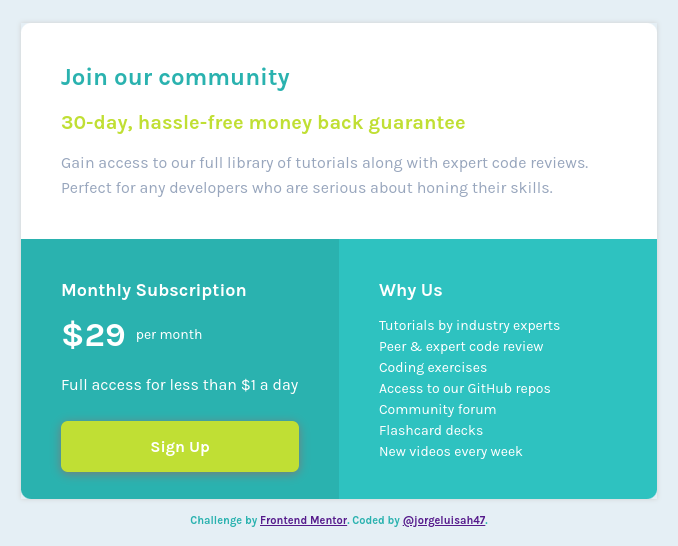 Join our community
30-day, hassle-free money back guarantee
Gain access to our full library of tutorials along with expert code reviews.
Perfect for any developers who are serious about honing their skills.
Monthly Subscription
$29 per month
Full access for less than $1 a day
Sign Up
Why Us
Tutorials by industry experts
Peer & expert code review
Coding exercises
Access to our GitHub repos
Community forum
Flashcard decks
New videos every week
Challenge by Frontend Mentor. Coded by @jorgeluisah47.